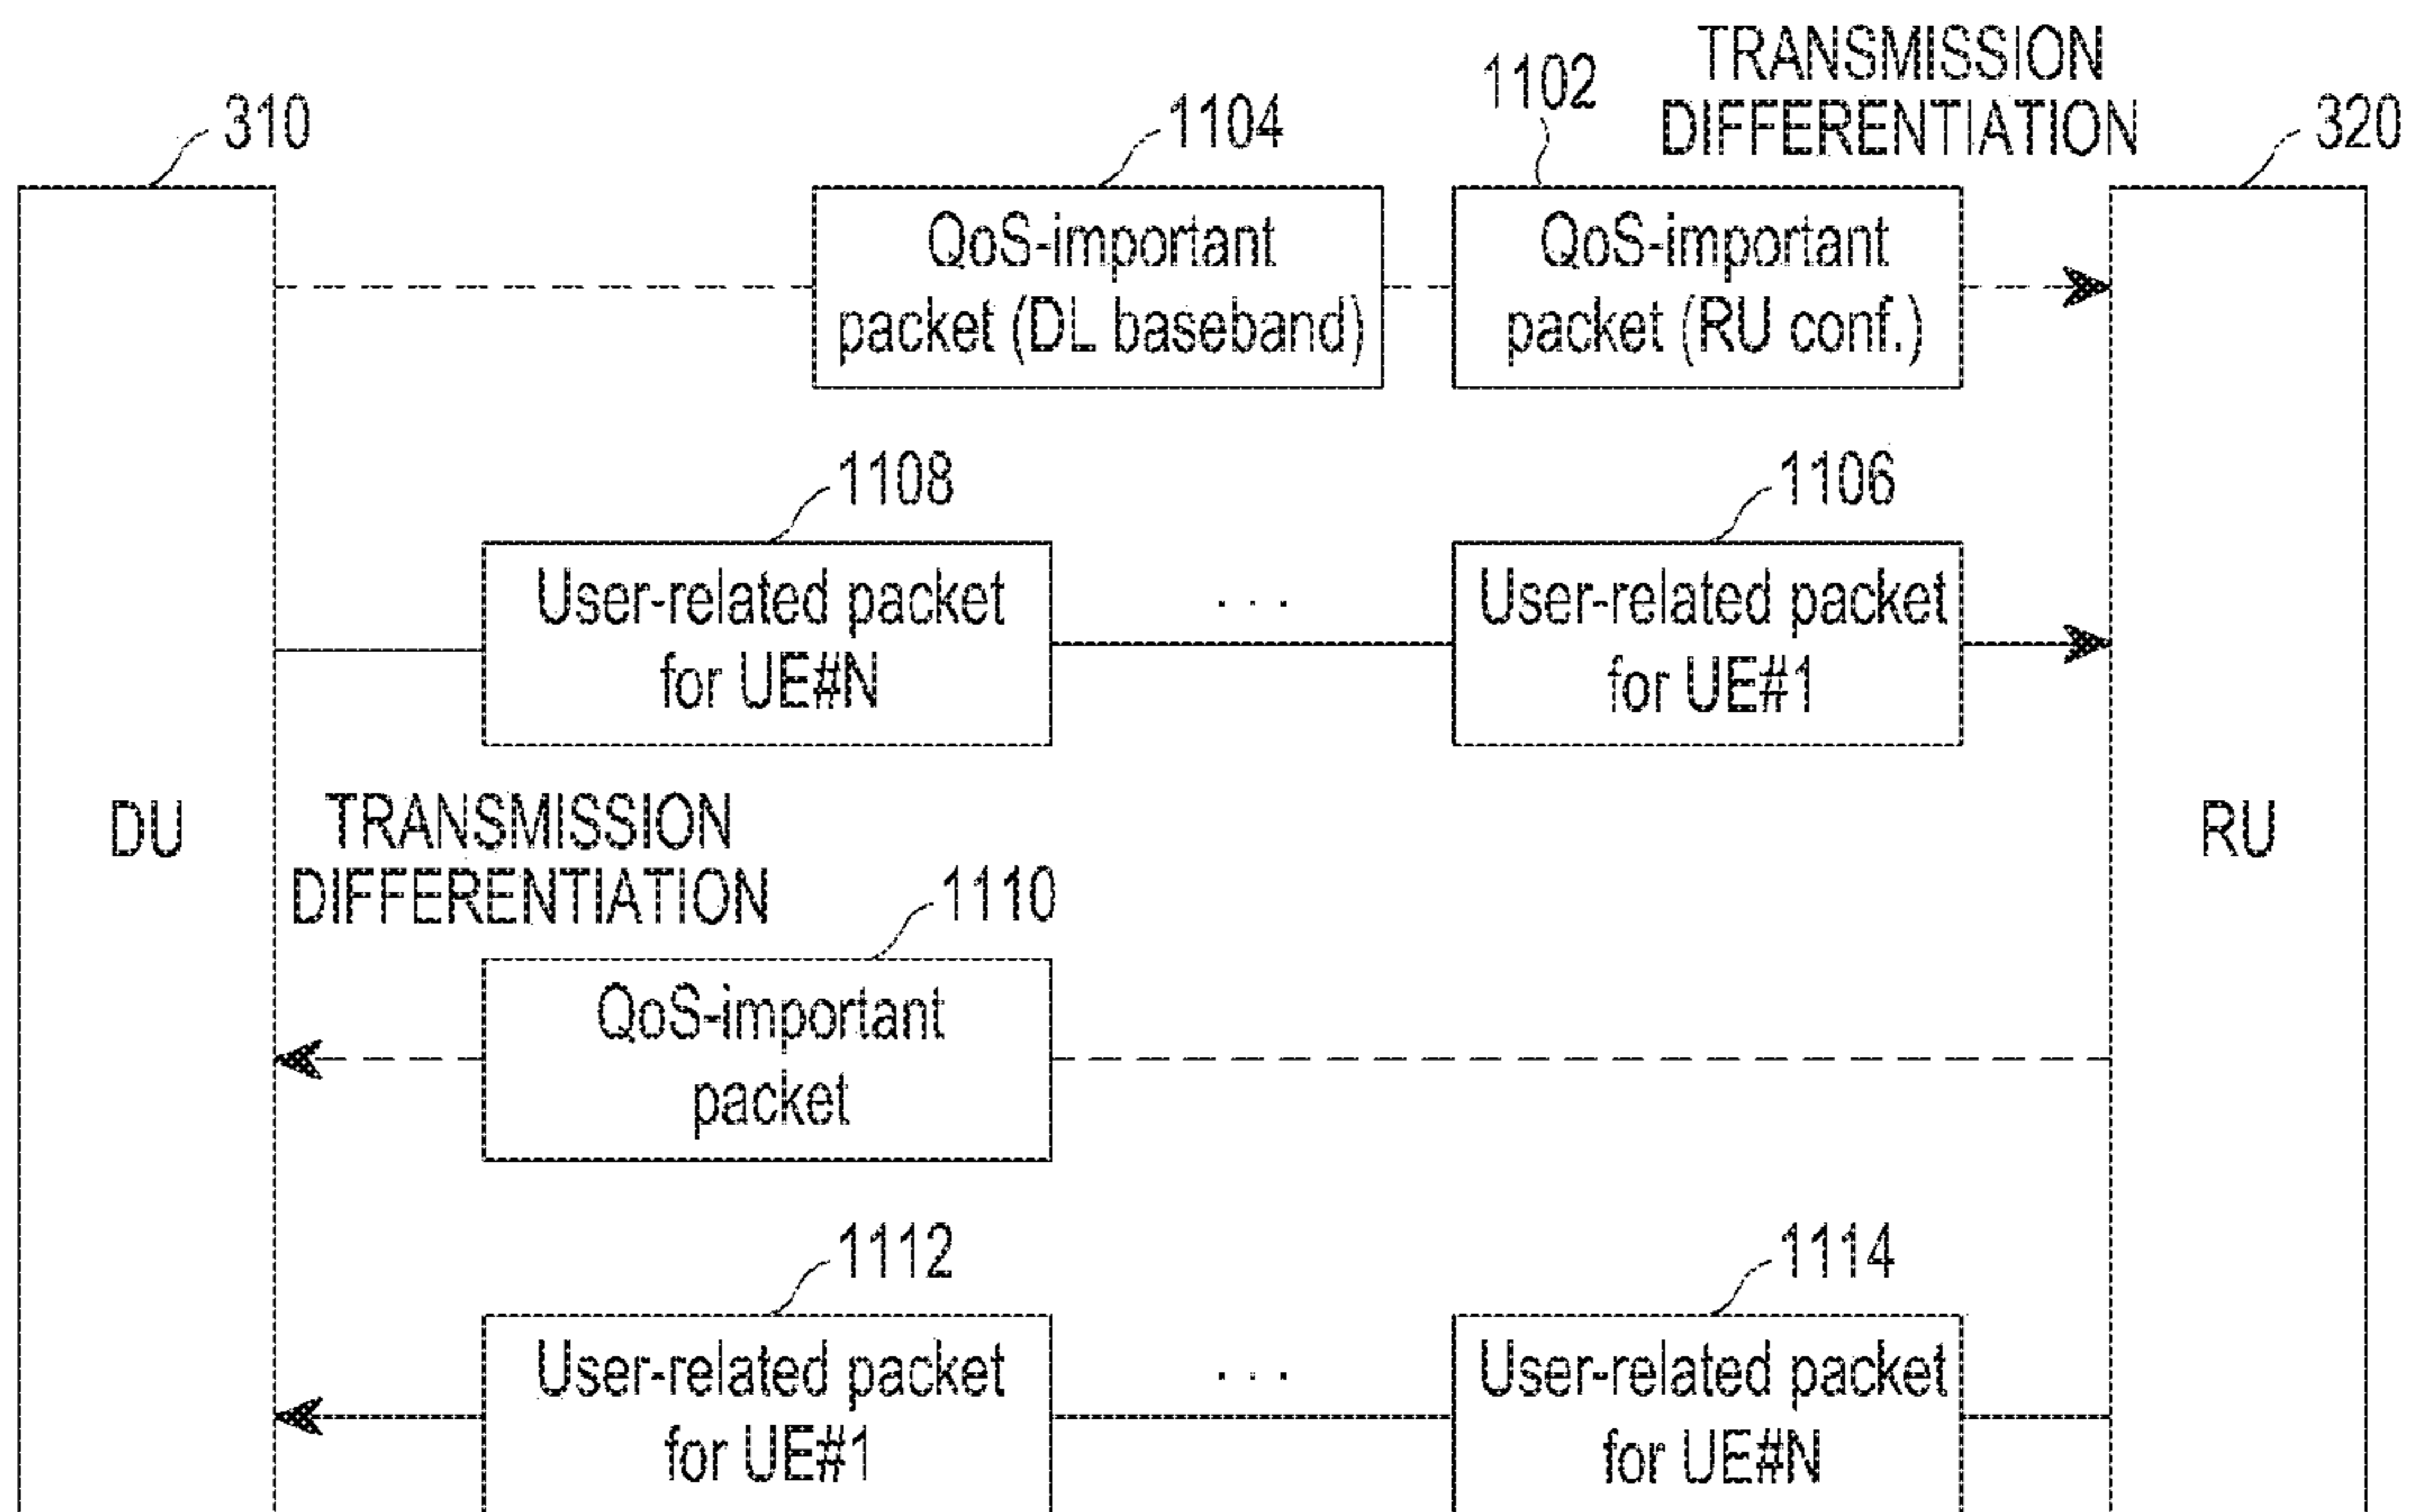 TRANSMISSION
DIFFERENTIATION
310
1104
1102
320
QoS-important
packet (DL baseband)
QoS-important
packet (RU conf.)
1108
1106
User-related packet
for UE#N
. . .
User-related packet
for UE#1
DU
TRANSMISSION
DIFFERENTIATION
RU
1110
QoS-important
packet
1112
1114
User-related packet
for UE#1
. . .
User-related packet
for UE#N